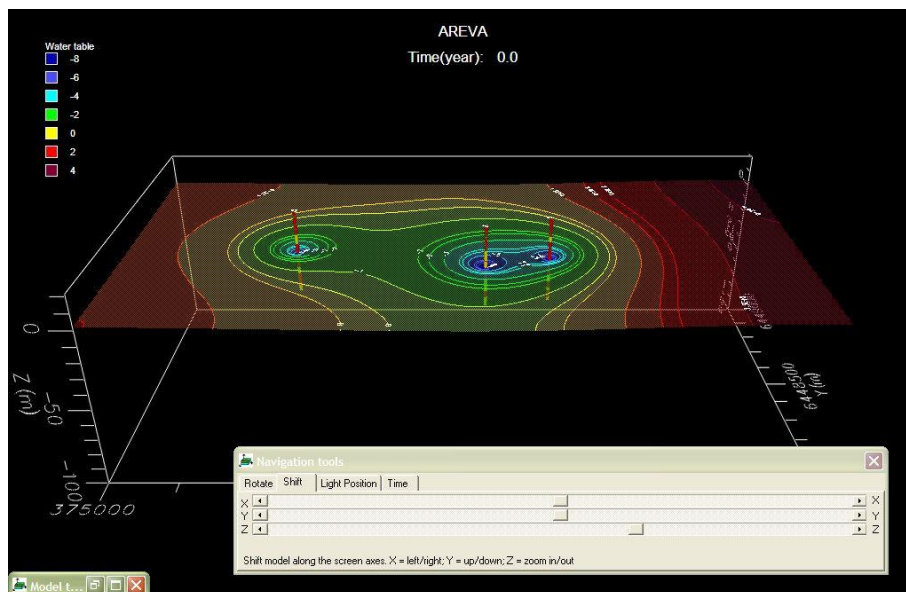 AREVA
Time(year): 0.0
Water table
-8
-6
-4
-2
0
2
4
0
Z (m)
-50
-100
375000
6448500
Y(m)
Navigation tools
Rotate Shift Light Position Time
X X
Y Y
Z Z
Shift model along the screen axes. X = left/right; Y = up/down; Z = zoom in/out
Model t...